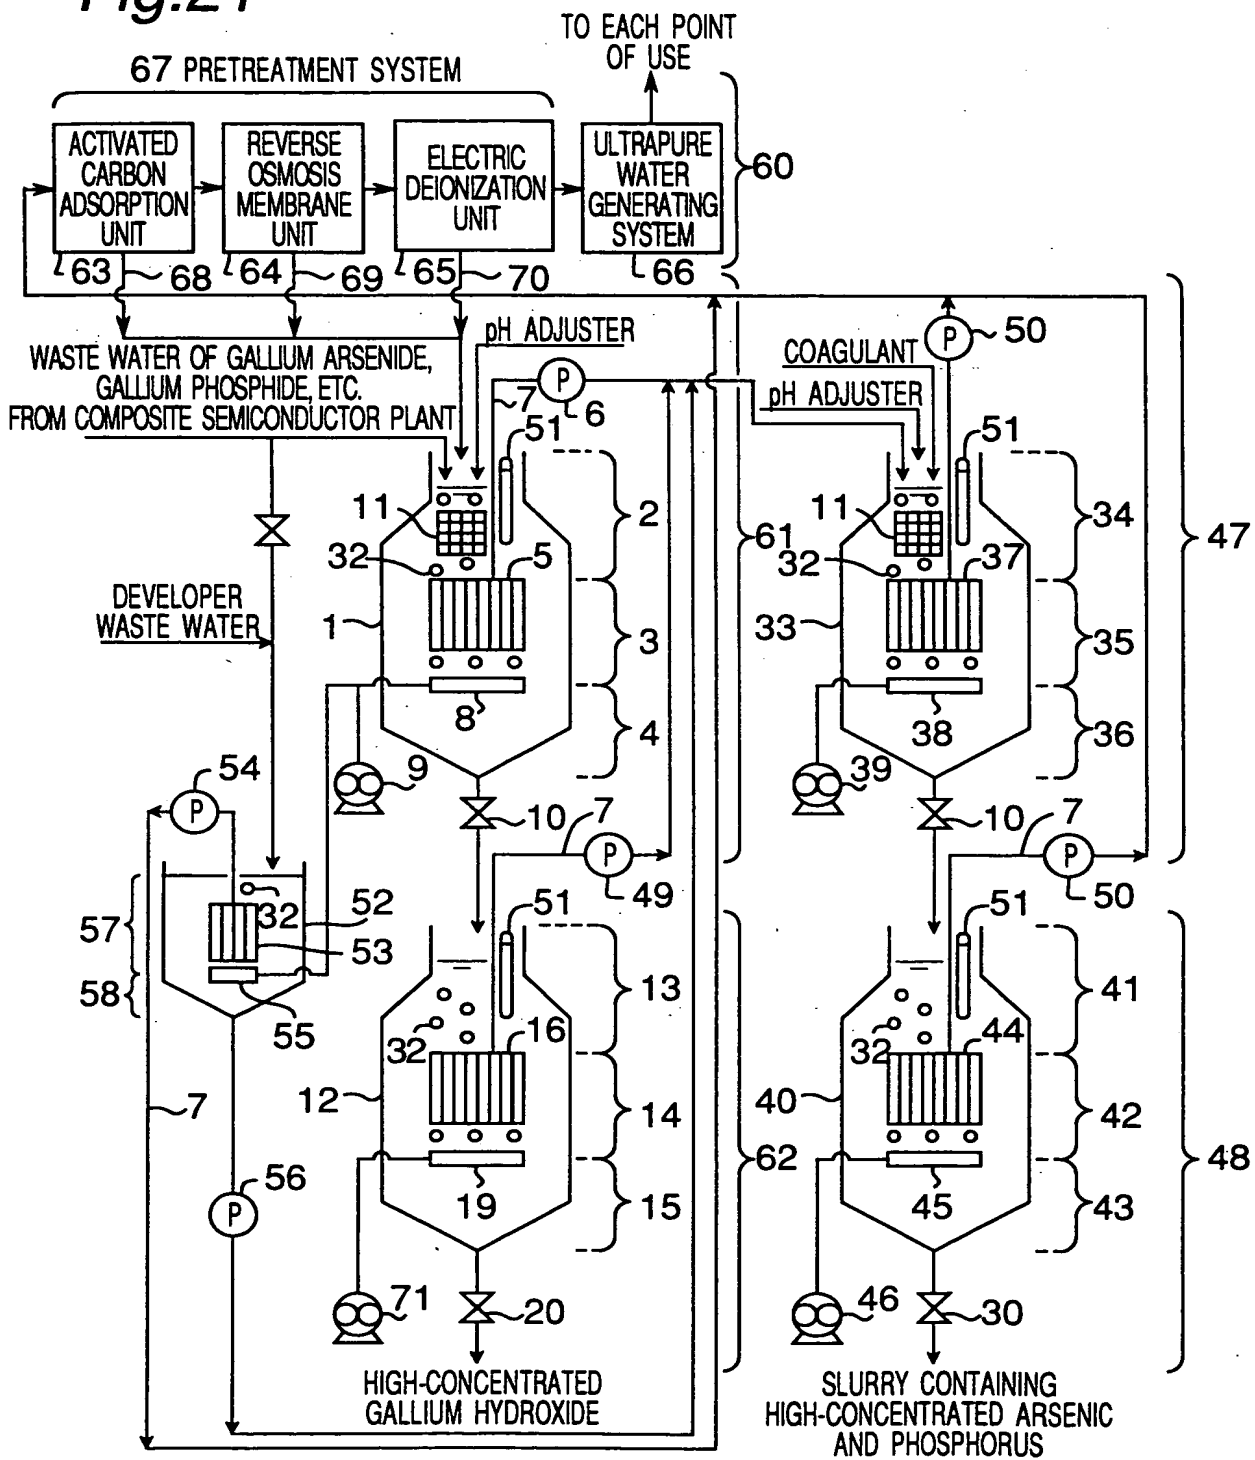 Fig.21
TO EACH POINT
OF USE
67 PRETREATMENT SYSTEM
ACTIVATED
CARBON
ADSORPTION
UNIT
REVERSE
OSMOSIS
MEMBRANE
UNIT
ELECTRIC
DEIONIZATION
UNIT
ULTRAPURE
WATER
GENERATING
SYSTEM
60
63
68
64
69
65
70
66
pH ADJUSTER
WASTE WATER OF GALLIUM ARSENIDE,
GALLIUM PHOSPHIDE, ETC.
FROM COMPOSITE SEMICONDUCTOR PLANT
7
P
6
51
COAGULANT
pH ADJUSTER
P
50
51
11
32
5
2
61
1
3
8
4
9
10
11
32
37
34
47
33
35
38
36
39
10
DEVELOPER
WASTE WATER
54
P
57
32
52
53
58
55
7
56
P
7
P
49
51
13
32
16
12
14
62
19
15
71
20
7
P
50
51
41
32
44
40
42
48
45
43
46
30
HIGH-CONCENTRATED
GALLIUM HYDROXIDE
SLURRY CONTAINING
HIGH-CONCENTRATED ARSENIC
AND PHOSPHORUS